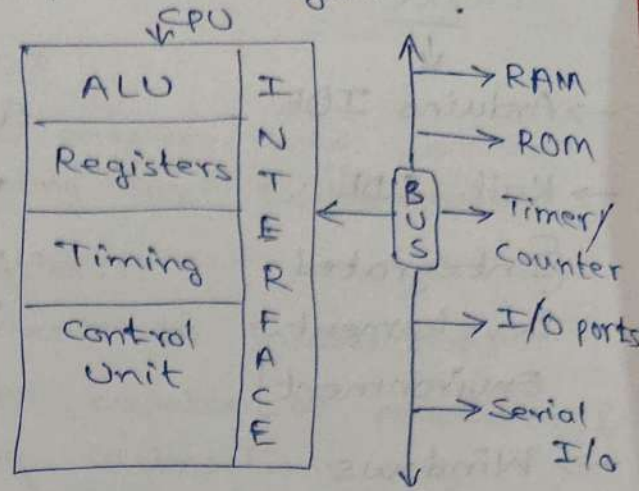 CPU
ALU
Registers
Timing
Control
Unit
INTERFACE
BUS
RAM
ROM
Timer/
Counter
I/O ports
Serial
I/O